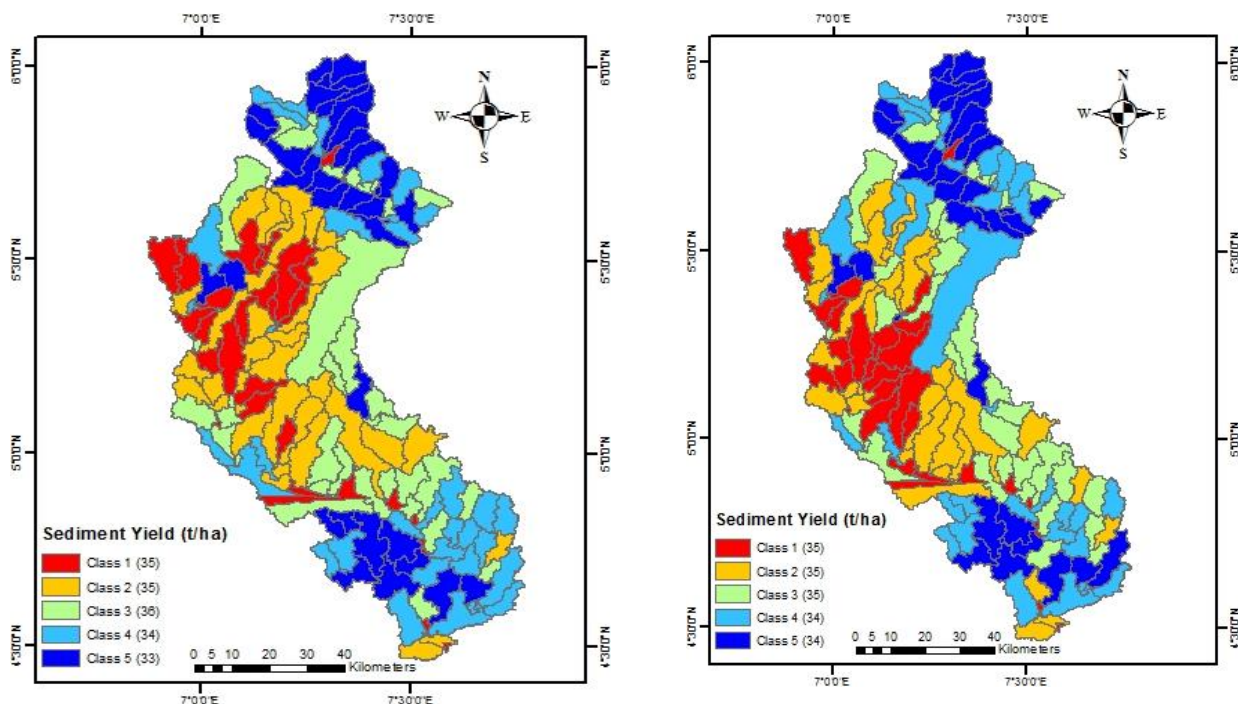 7°0'0"E 7°30'0"E
6°0'0"N 6°0'0"N
N
W E
S
5°30'0"N 5°30'0"N
5°0'0"N 5°0'0"N
Sediment Yield (t/ha)
Class 1 (35)
Class 2 (35)
Class 3 (36)
Class 4 (34)
Class 5 (33)
4°30'0"N 4°30'0"N
0 5 10 20 30 40
Kilometers
7°0'0"E 7°30'0"E
7°0'0"E 7°30'0"E
6°0'0"N 6°0'0"N
N
W E
S
5°30'0"N 5°30'0"N
5°0'0"N 5°0'0"N
Sediment Yield (t/ha)
Class 1 (35)
Class 2 (35)
Class 3 (35)
Class 4 (34)
Class 5 (34)
4°30'0"N 4°30'0"N
0 5 10 20 30 40
Kilometers
7°0'0"E 7°30'0"E